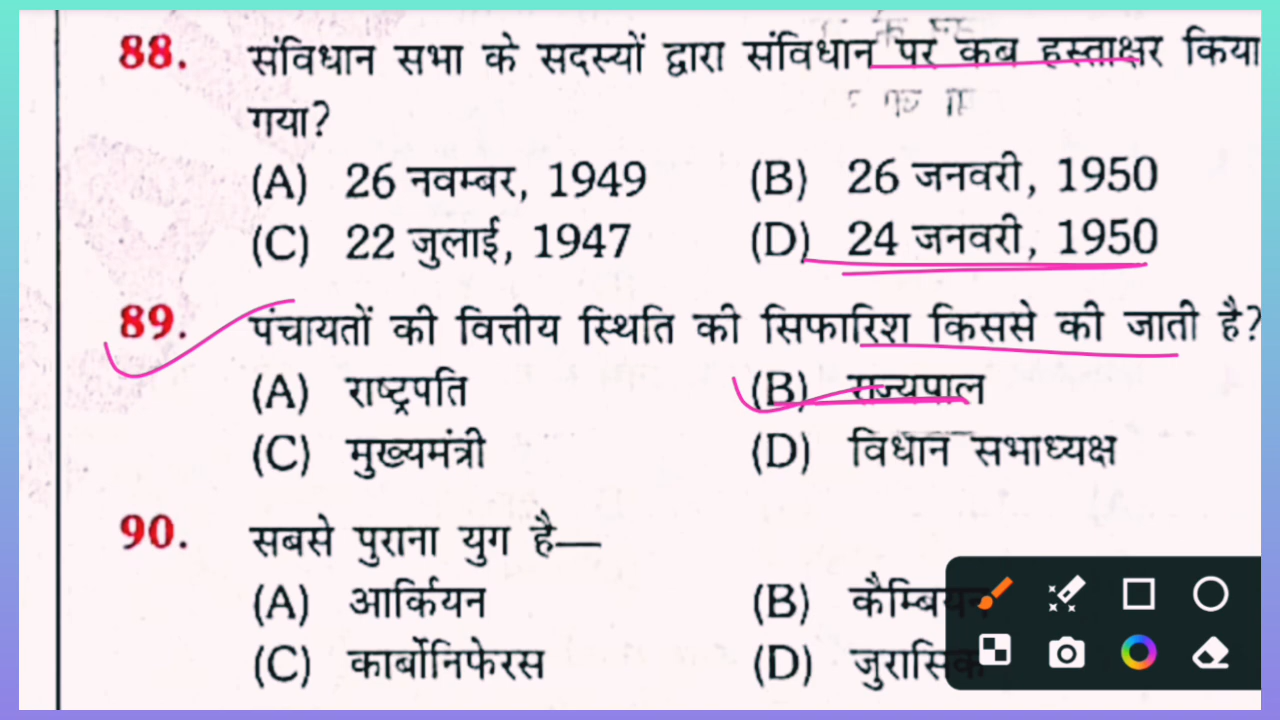 88. संविधान सभा के सदस्यों द्वारा संविधान पर कब हस्ताक्षर किया
गया?
(A) 26 नवम्बर, 1949 (B) 26 जनवरी, 1950
(C) 22 जुलाई, 1947 (D) 24 जनवरी, 1950
89. पंचायतों की वित्तीय स्थिति की सिफारिश किससे की जाती है?
(A) राष्ट्रपति (B) राज्यपाल
(C) मुख्यमंत्री (D) विधान सभाध्यक्ष
90. सबसे पुराना युग है—
(A) आर्कियन (B) कैम्बियन
(C) कार्बोनिफेरस (D) जुरासिक